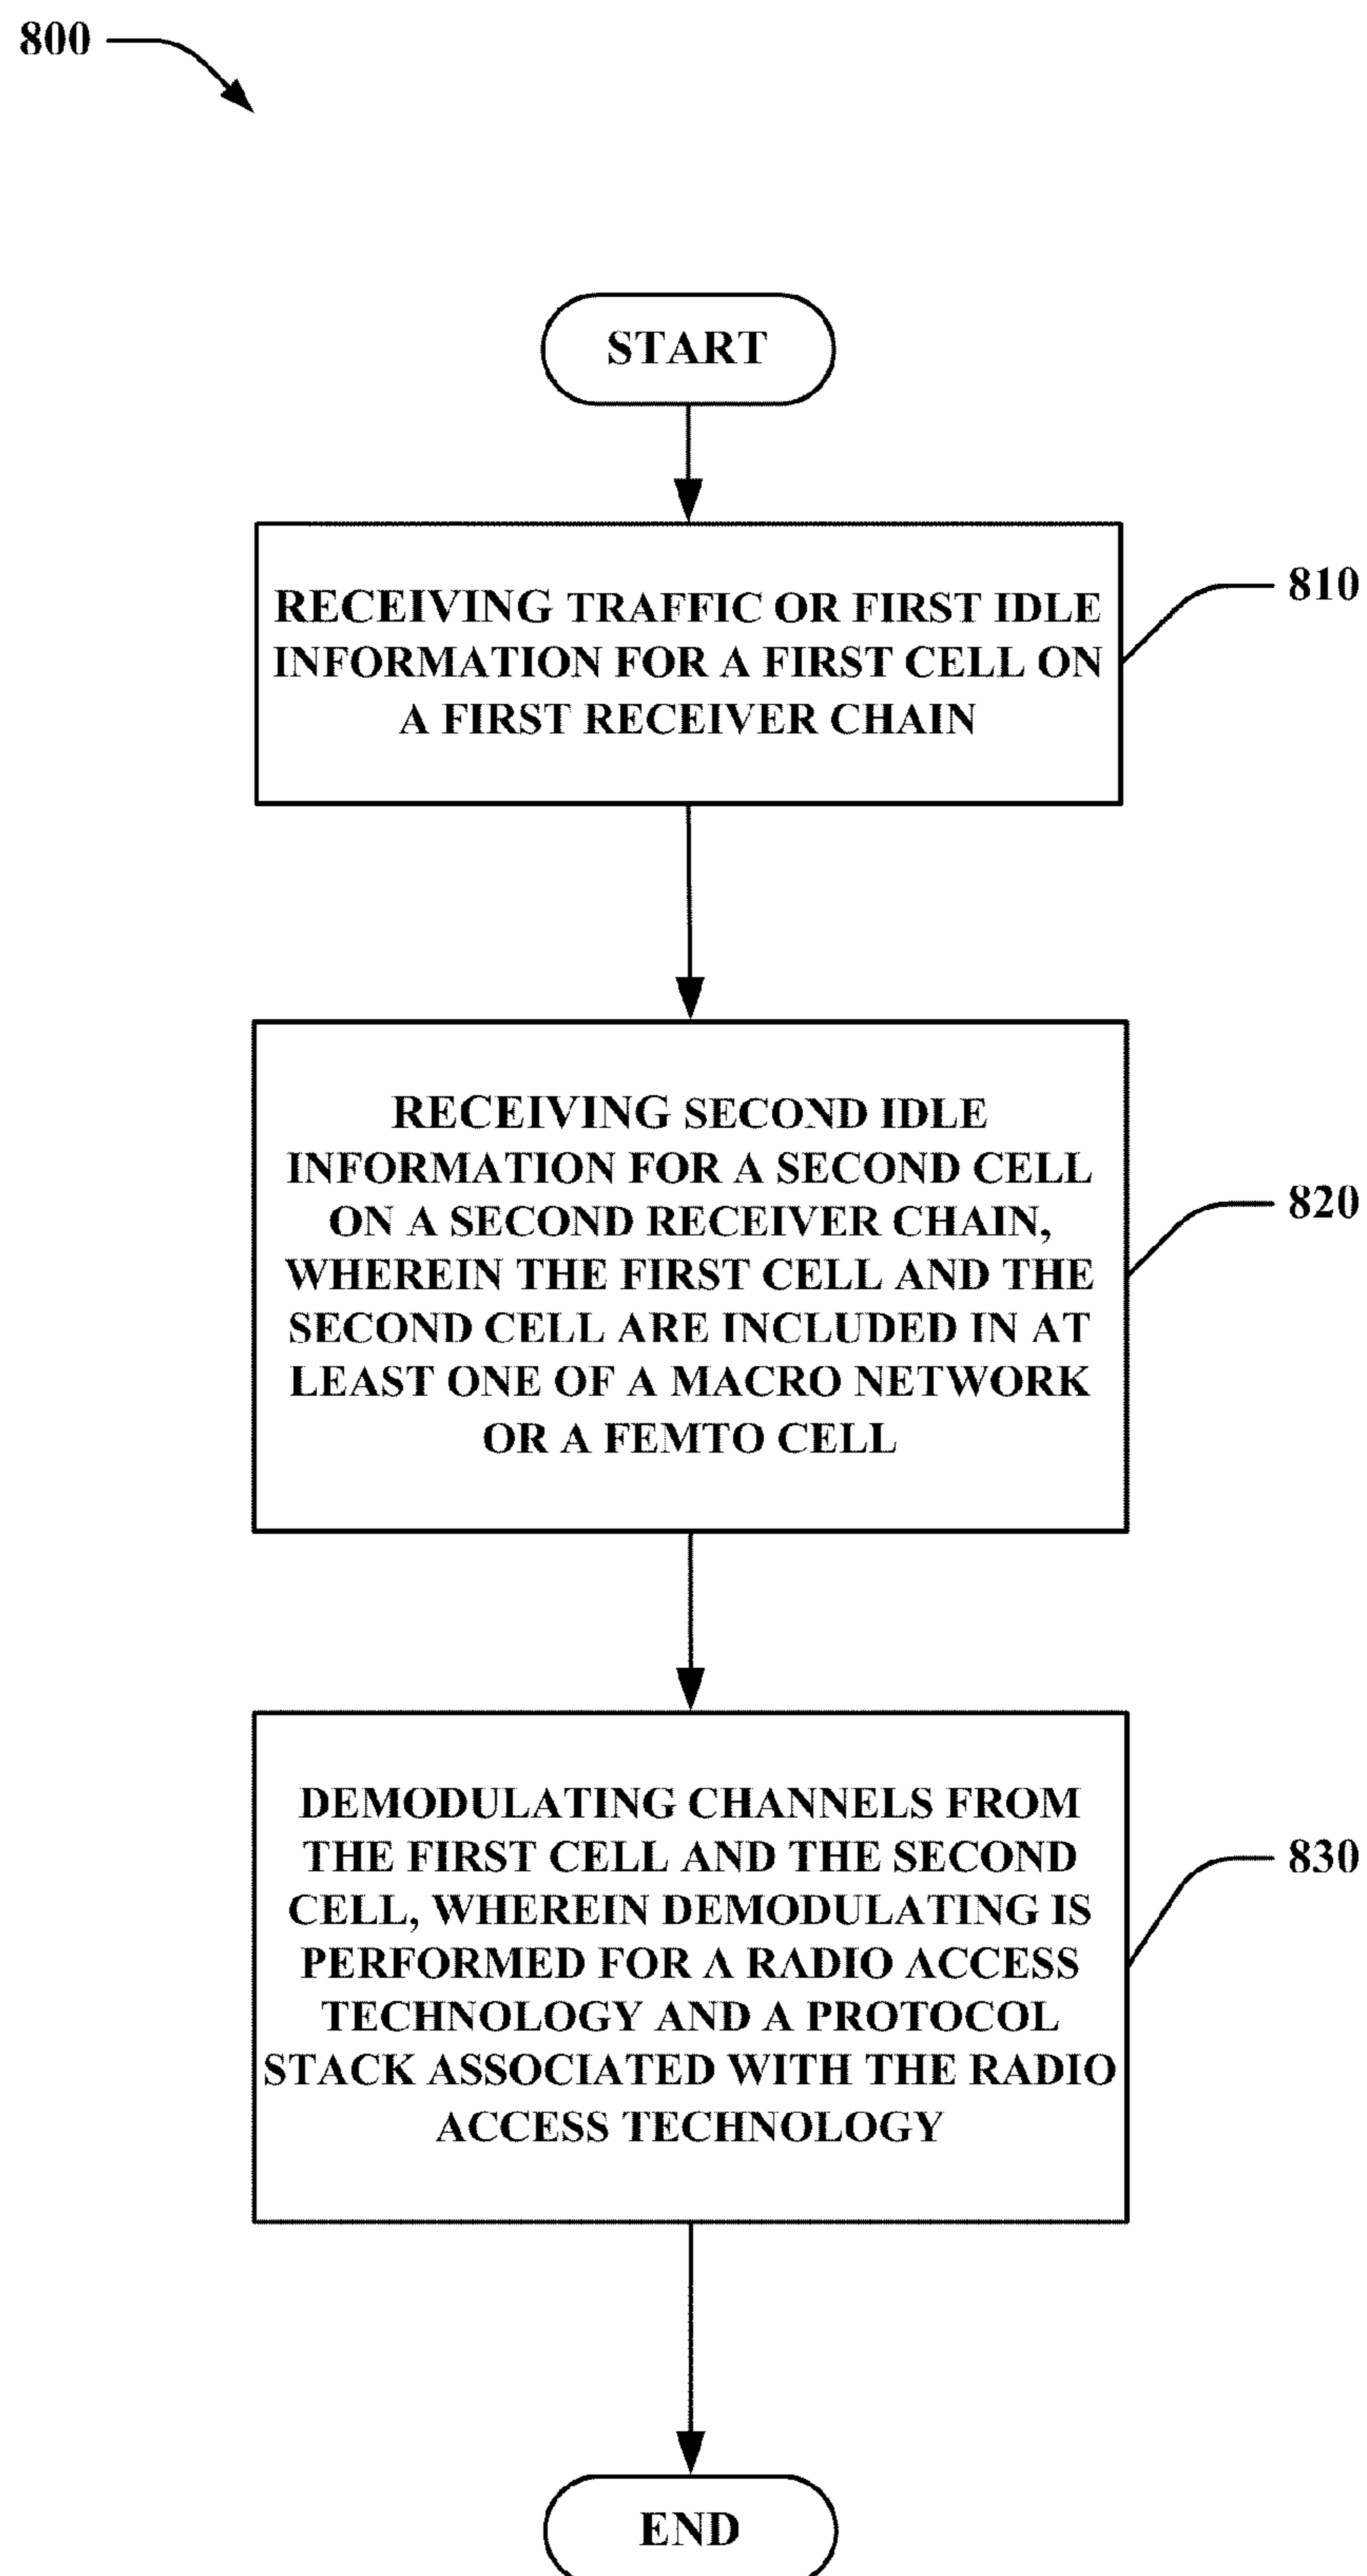 800
START
RECEIVING TRAFFIC OR FIRST IDLE
INFORMATION FOR A FIRST CELL ON
A FIRST RECEIVER CHAIN
810
RECEIVING SECOND IDLE
INFORMATION FOR A SECOND CELL
ON A SECOND RECEIVER CHAIN,
WHEREIN THE FIRST CELL AND THE
SECOND CELL ARE INCLUDED IN AT
LEAST ONE OF A MACRO NETWORK
OR A FEMTO CELL
820
DEMODULATING CHANNELS FROM
THE FIRST CELL AND THE SECOND
CELL, WHEREIN DEMODULATING IS
PERFORMED FOR A RADIO ACCESS
TECHNOLOGY AND A PROTOCOL
STACK ASSOCIATED WITH THE RADIO
ACCESS TECHNOLOGY
830
END